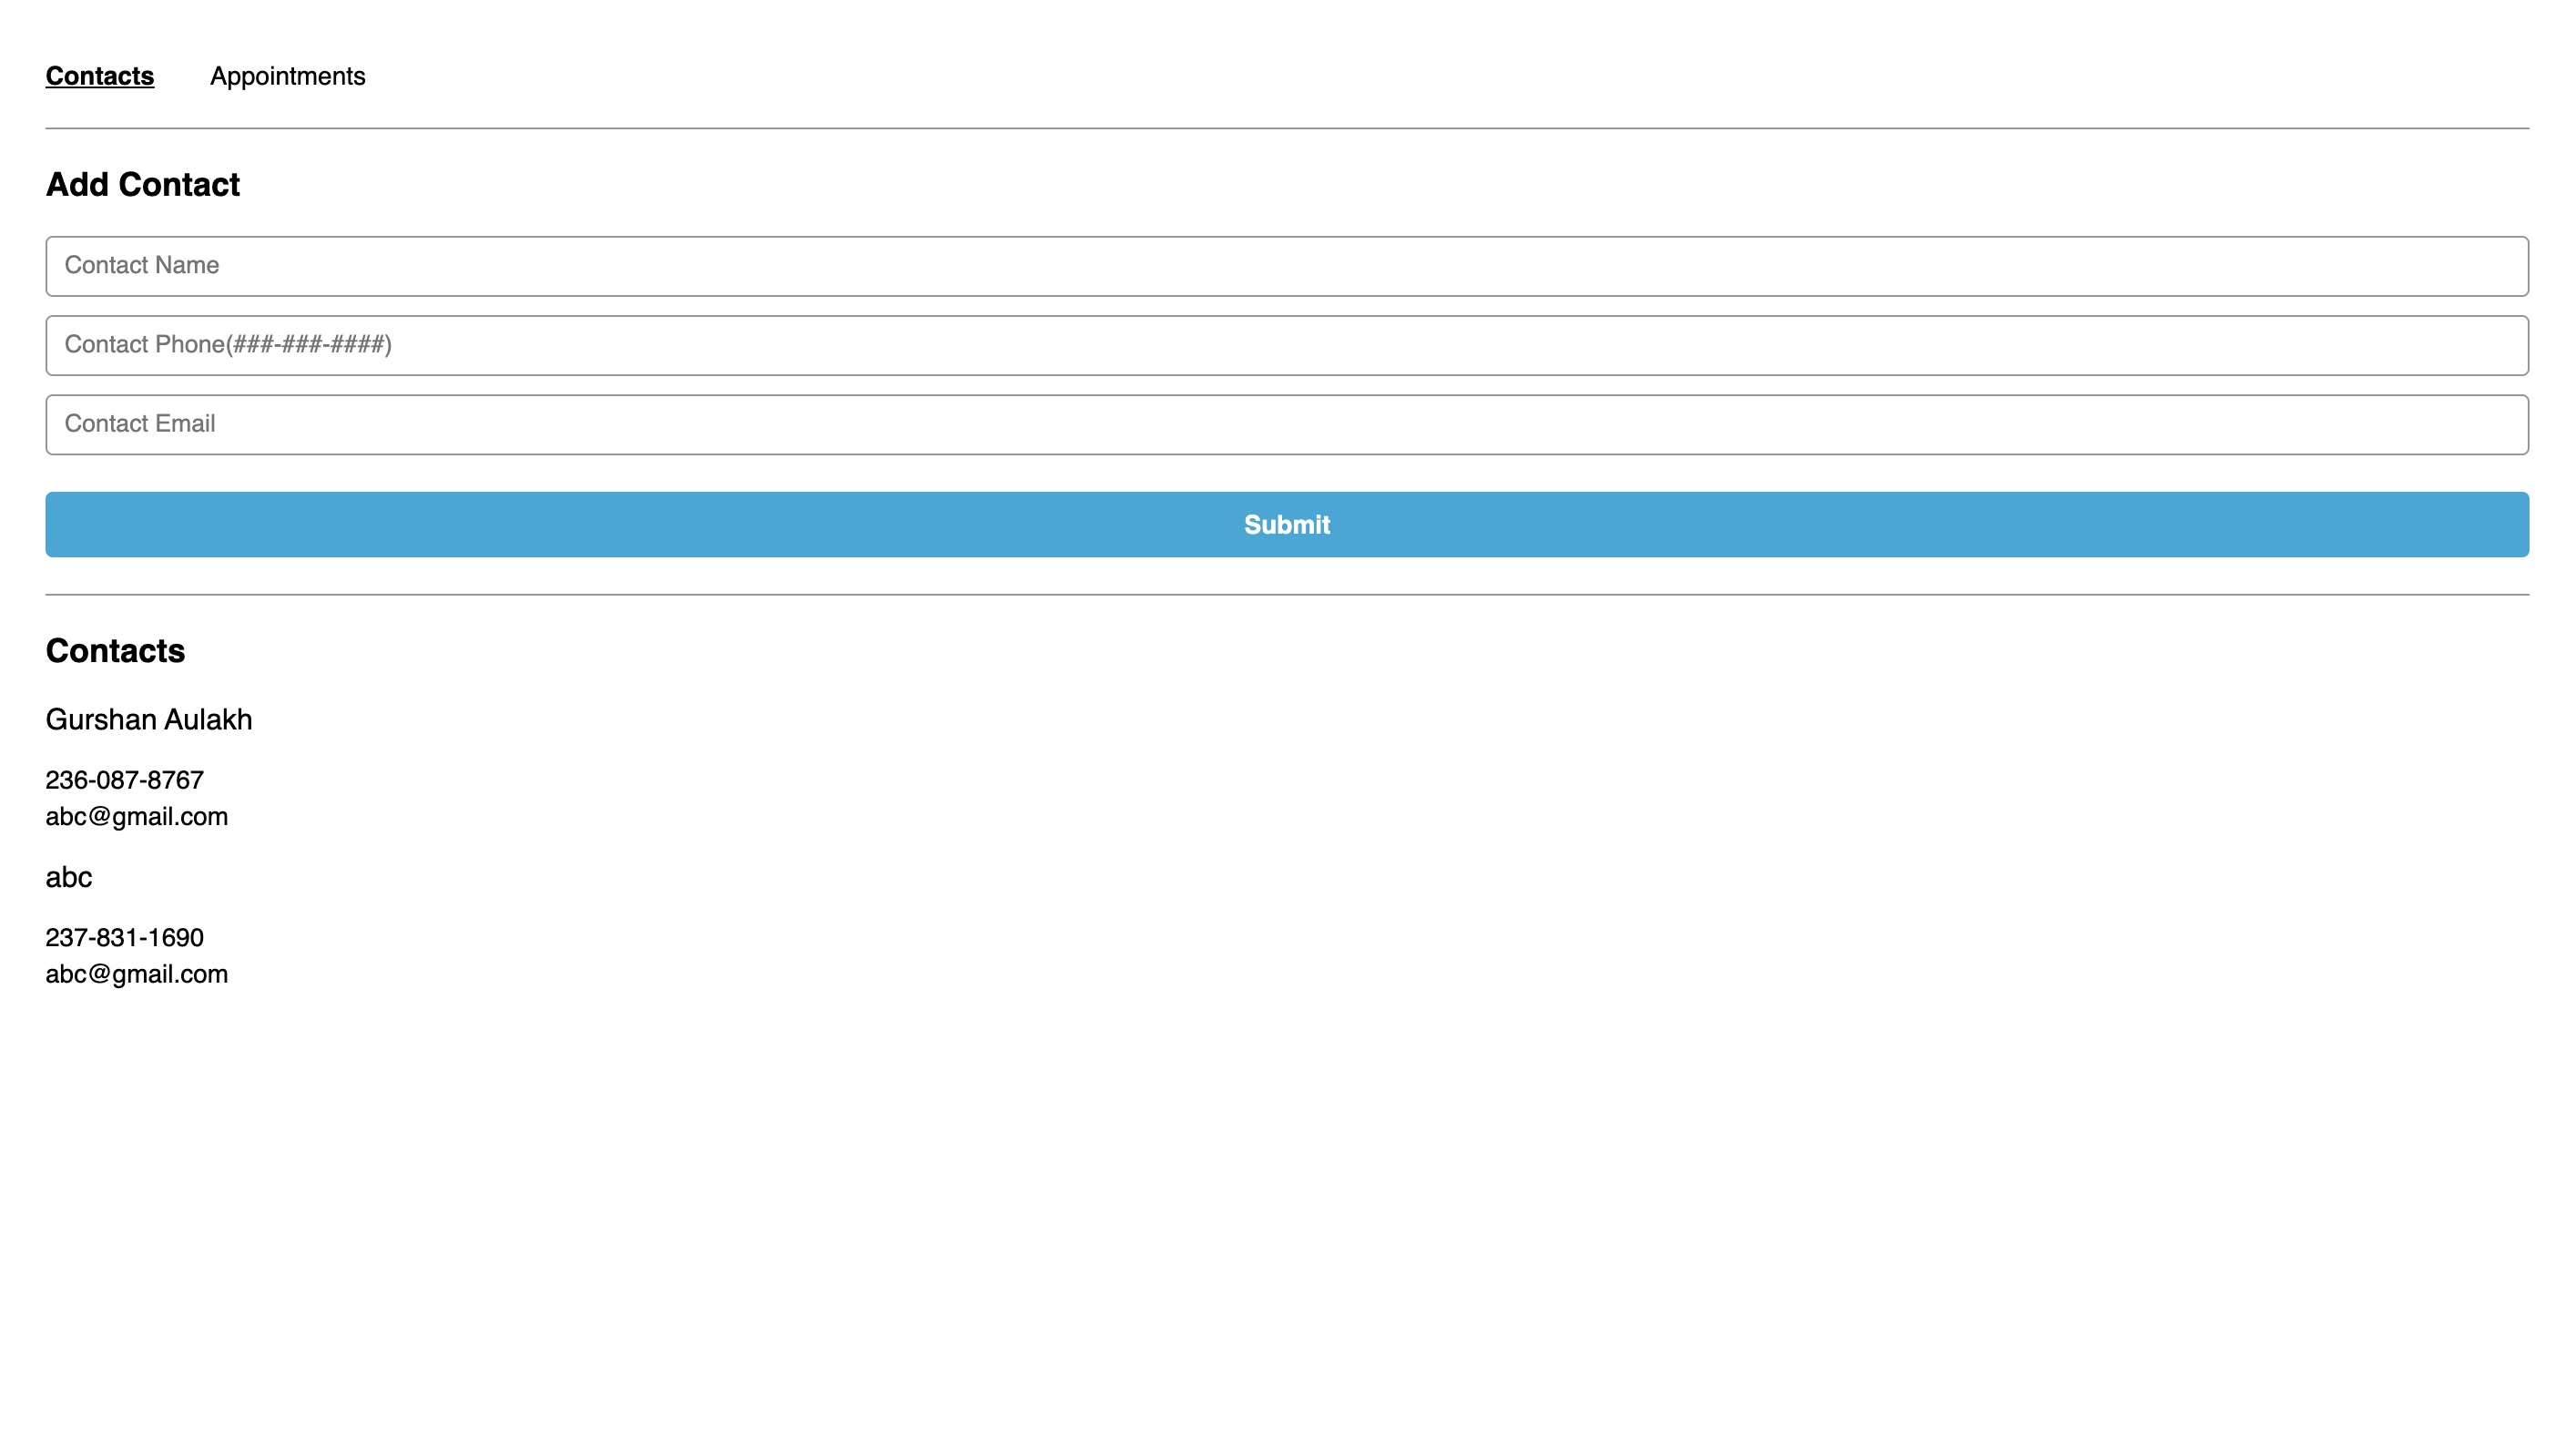 Contacts Appointments
Add Contact
Contact Name
Contact Phone(###-###-####)
Contact Email
Submit
Contacts
Gurshan Aulakh
236-087-8767
abc@gmail.com
abc
237-831-1690
abc@gmail.com